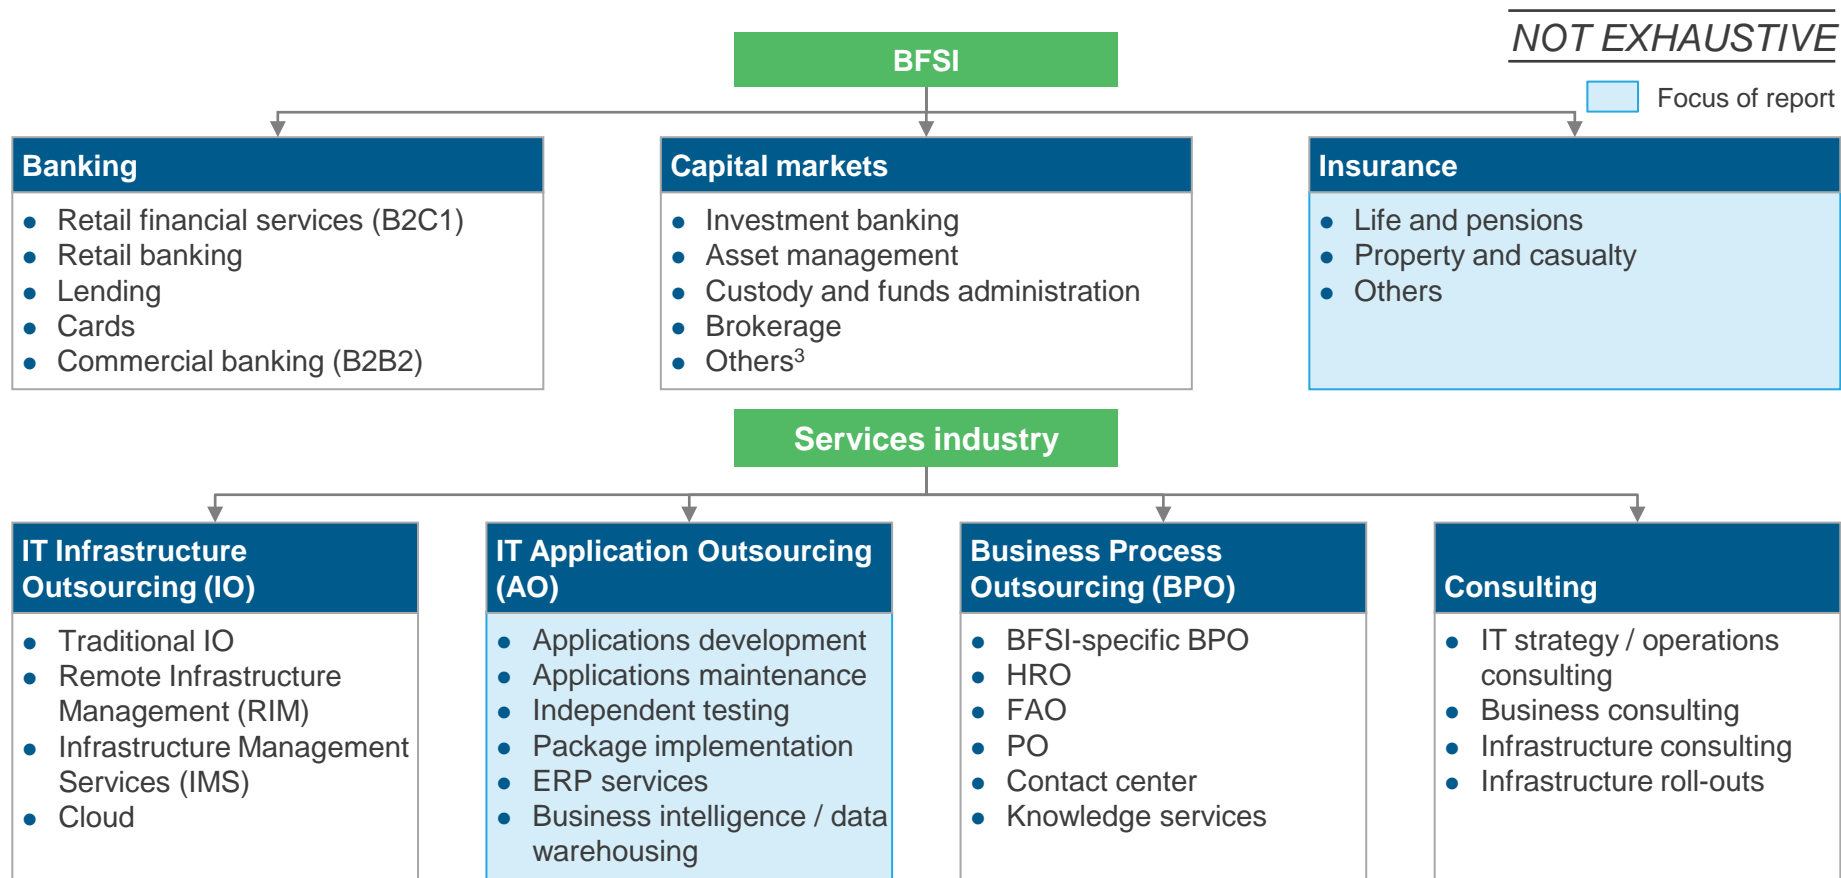 NOT EXHAUSTIVE
BFSI
Focus of report
Banking
● Retail financial services (B2C1)
● Retail banking
● Lending
● Cards
● Commercial banking (B2B2)
Capital markets
● Investment banking
● Asset management
● Custody and funds administration
● Brokerage
● Others³
Insurance
● Life and pensions
● Property and casualty
● Others
Services industry
IT Infrastructure
Outsourcing (IO)
● Traditional IO
● Remote Infrastructure
Management (RIM)
● Infrastructure Management
Services (IMS)
● Cloud
IT Application Outsourcing
(AO)
● Applications development
● Applications maintenance
● Independent testing
● Package implementation
● ERP services
● Business intelligence / data
warehousing
Business Process
Outsourcing (BPO)
● BFSI-specific BPO
● HRO
● FAO
● PO
● Contact center
● Knowledge services
Consulting
● IT strategy / operations
consulting
● Business consulting
● Infrastructure consulting
● Infrastructure roll-outs